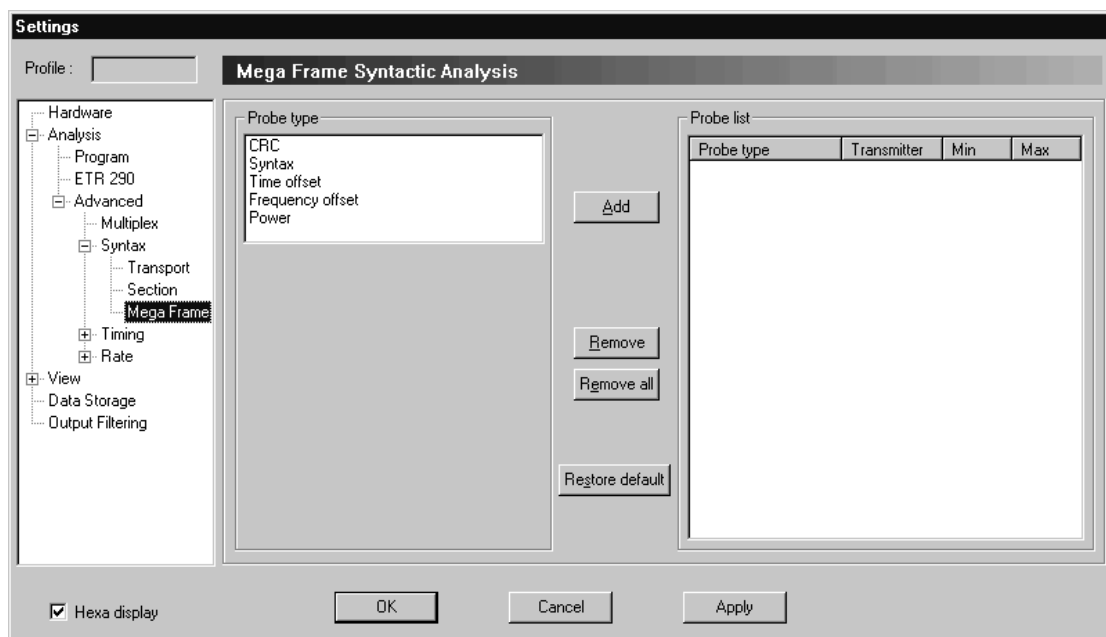 Settings
Profile :
Mega Frame Syntactic Analysis
Hardware
Analysis
Program
ETR 290
Advanced
Multiplex
Syntax
Transport
Section
Mega Frame
Timing
Rate
View
Data Storage
Output Filtering
Probe type
CRC
Syntax
Time offset
Frequency offset
Power
Add
Remove
Remove all
Restore default
Probe list
Probe type Transmitter Min Max
Hexa display
OK Cancel Apply